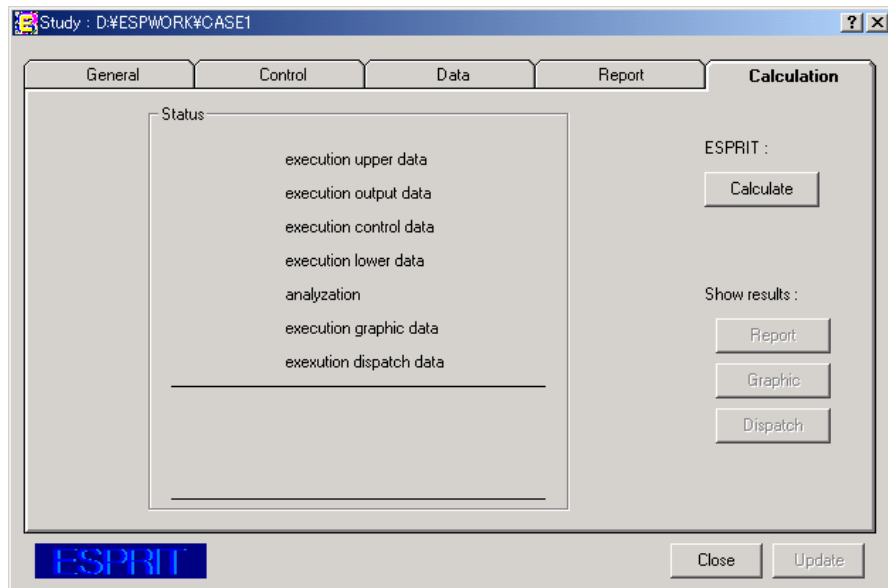 Study : D:¥ESPWORK¥CASE1
General Control Data Report Calculation
Status
execution upper data
execution output data
execution control data
execution lower data
analyzation
execution graphic data
exexution dispatch data
ESPRIT :
Calculate
Show results :
Report
Graphic
Dispatch
ESPRIT
Close Update